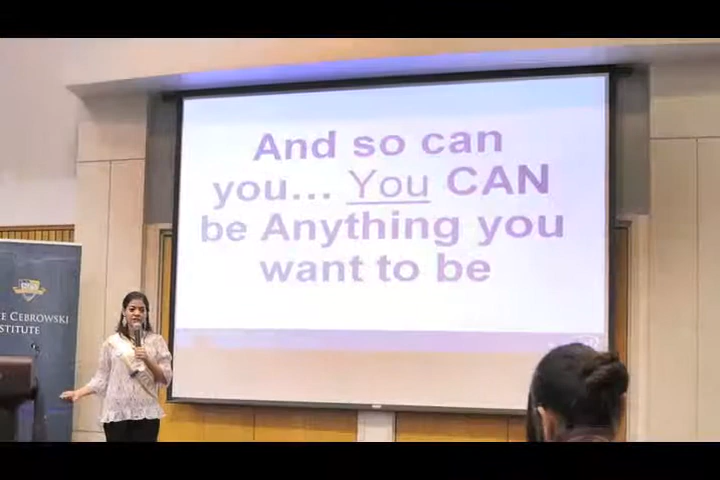 And so can
you... You CAN
be Anything you
want to be
E CEBROWSKI
STITUTE